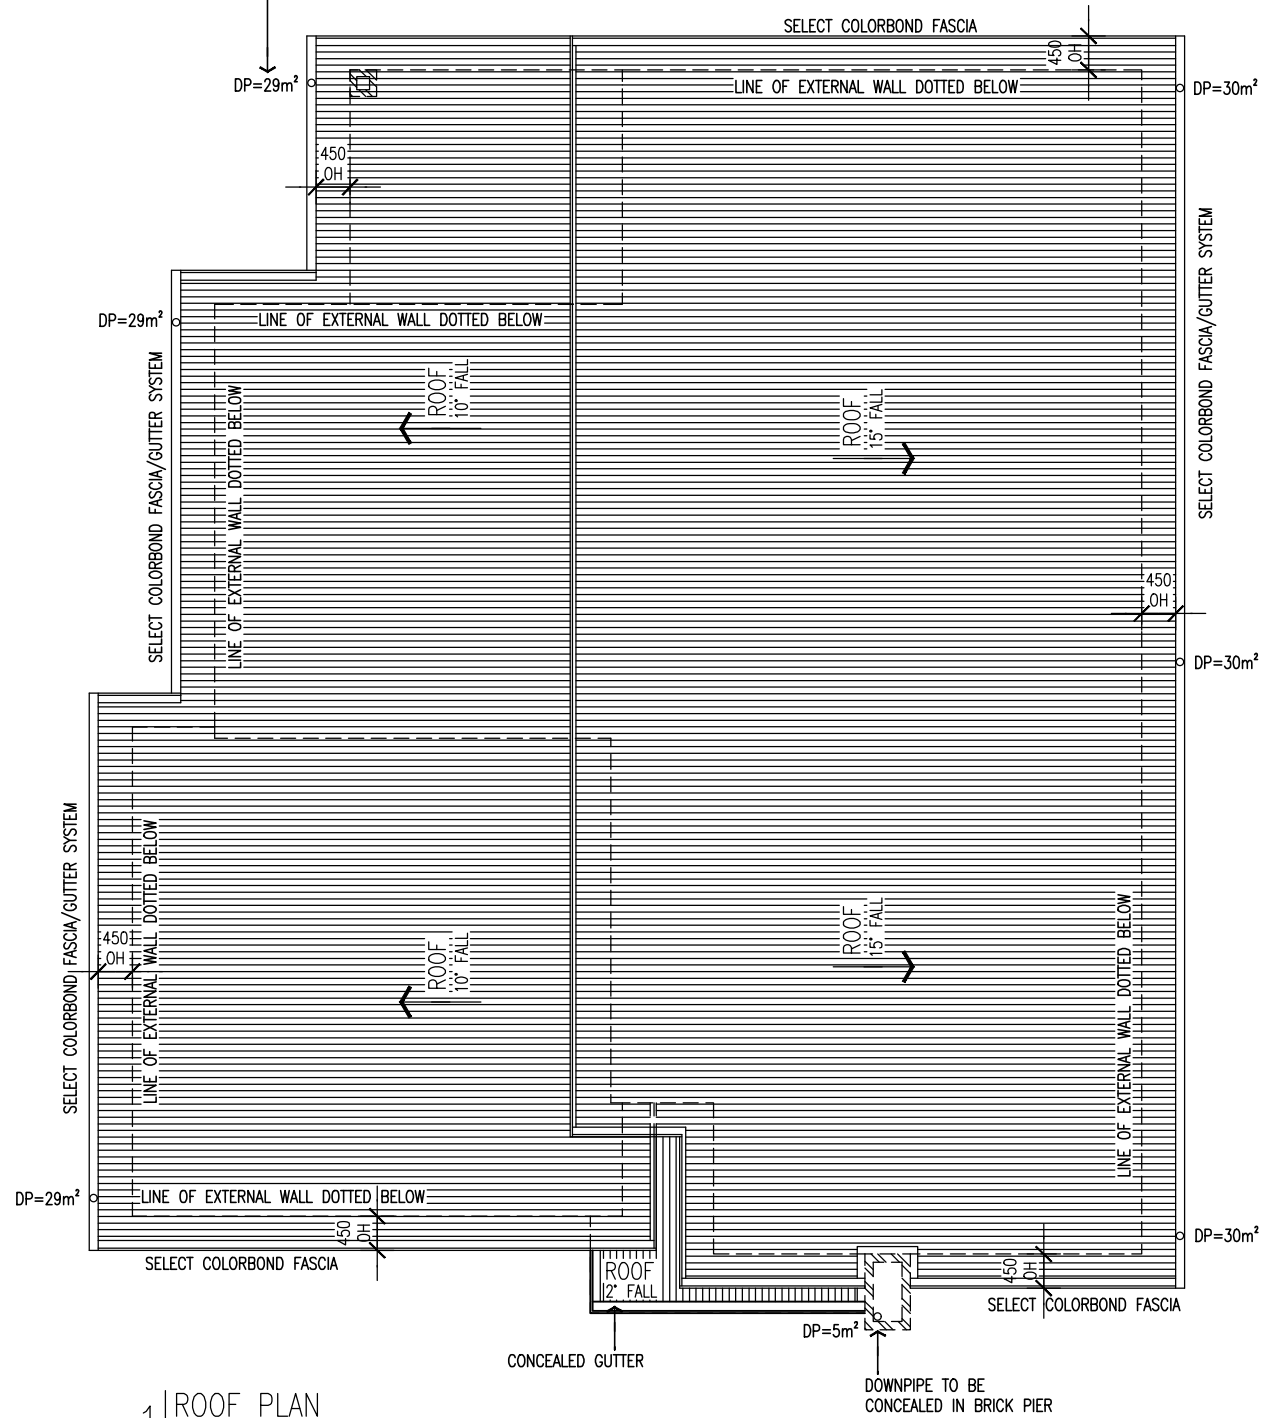 SELECT COLORBOND FASCIA
450
OH
DP=29m²
LINE OF EXTERNAL WALL DOTTED BELOW
DP=30m²
450
OH
SELECT COLORBOND FASCIA/GUTTER SYSTEM
DP=29m²
LINE OF EXTERNAL WALL DOTTED BELOW
SELECT COLORBOND FASCIA/GUTTER SYSTEM
LINE OF EXTERNAL WALL DOTTED BELOW
ROOF
10° FALL
ROOF
15° FALL
450
OH
DP=30m²
SELECT COLORBOND FASCIA/GUTTER SYSTEM
LINE OF EXTERNAL WALL DOTTED BELOW
450
OH
ROOF
10° FALL
ROOF
15° FALL
LINE OF EXTERNAL WALL DOTTED BELOW
DP=29m²
LINE OF EXTERNAL WALL DOTTED BELOW
450
OH
DP=30m²
SELECT COLORBOND FASCIA
ROOF
2° FALL
450
OH
SELECT COLORBOND FASCIA
DP=5m²
CONCEALED GUTTER
DOWNPIPE TO BE
CONCEALED IN BRICK PIER
1 ROOF PLAN